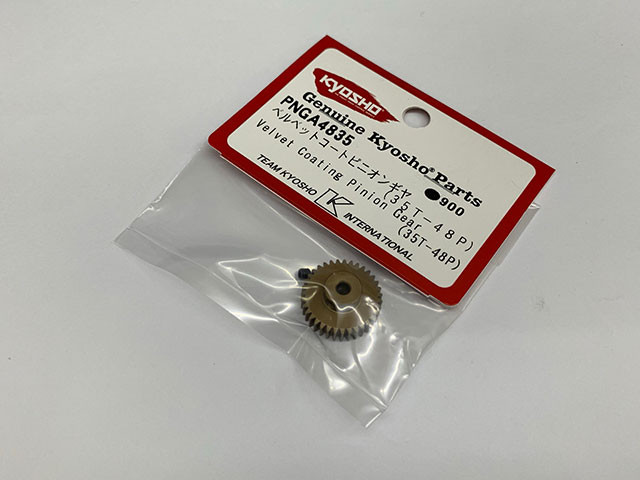 KYOSHO
Genuine Kyosho® Parts
PNGA4835
●900
ベルベットコートピニオンギヤ
(35T-48P)
Velvet Coating Pinion Gear
(35T-48P)
TEAM KYOSHO K INTERNATIONAL